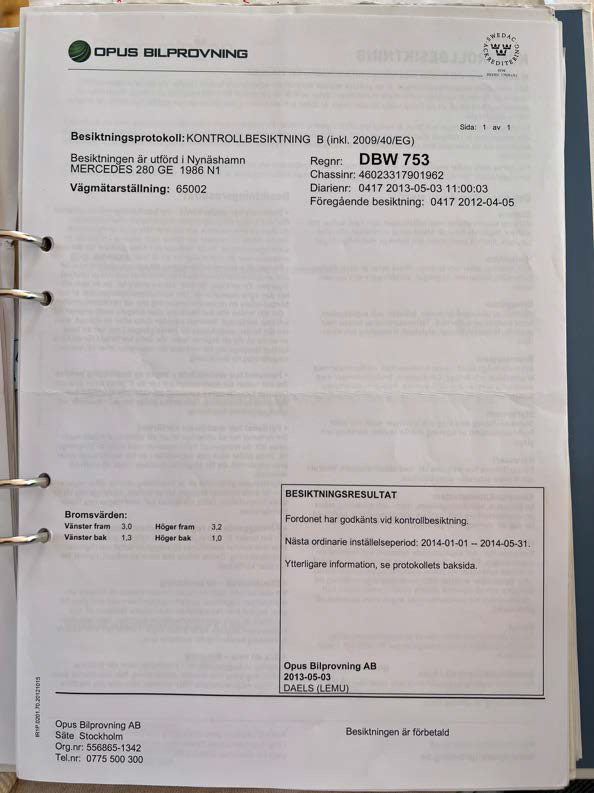 OPUS BILPROVNING
SWEDAC
ACKREDITERING
Sida: 1 av 1
Besiktningsprotokoll: KONTROLLBESIKTNING B (inkl. 2009/40/EG)
Besiktningen är utförd i Nynäshamn
MERCEDES 280 GE 1986 N1
Vägmätarställning: 65002
Regnr: DBW 753
Chassinr: 46023317901962
Diarienr: 0417 2013-05-03 11:00:03
Föregående besiktning: 0417 2012-04-05
Bromsvärden:
Vänster fram 3,0 Höger fram 3,2
Vänster bak 1,3 Höger bak 1,0
BESIKTNINGSRESULTAT
Fordonet har godkänts vid kontrollbesiktning.
Nästa ordinarie inställelseperiod: 2014-01-01 -- 2014-05-31.
Ytterligare information, se protokollets baksida.
Opus Bilprovning AB
2013-05-03
DAELS (LEMU)
Opus Bilprovning AB
Säte Stockholm
Org.nr: 556865-1342
Tel.nr: 0775 500 300
Besiktningen är förbetald